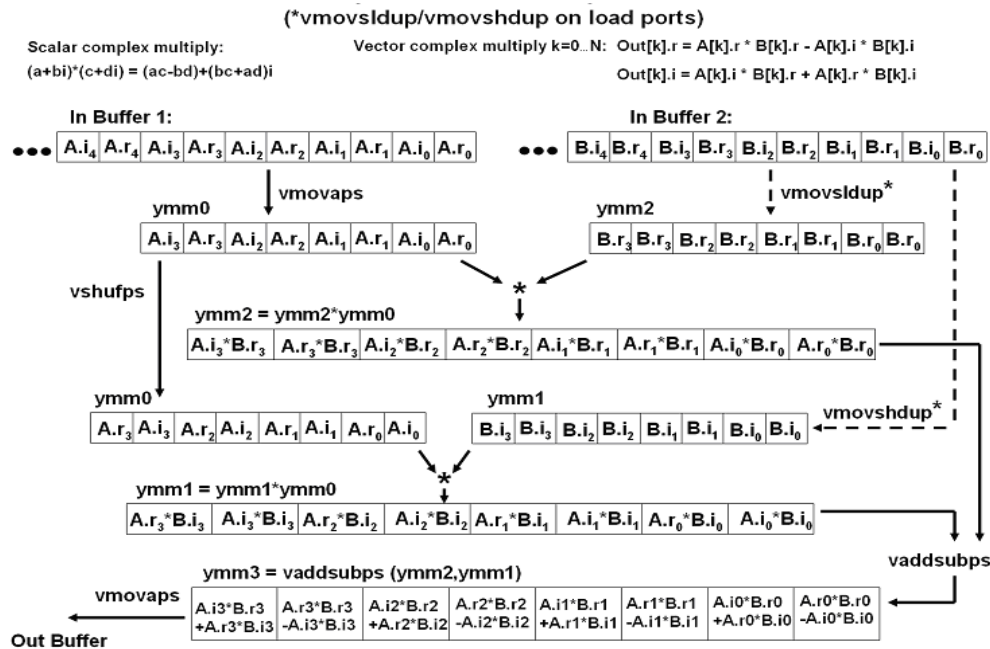 (*vmovsldup/vmovshdup on load ports)
Scalar complex multiply:
(a+bi)*(c+di) = (ac-bd)+(bc+ad)i
Vector complex multiply k=0...N: Out[k].r = A[k].r * B[k].r - A[k].i * B[k].i
Out[k].i = A[k].i * B[k].r + A[k].r * B[k].i
In Buffer 1:
In Buffer 2:
••• A.i₄ A.r₄ A.i₃ A.r₃ A.i₂ A.r₂ A.i₁ A.r₁ A.i₀ A.r₀
••• B.i₄ B.r₄ B.i₃ B.r₃ B.i₂ B.r₂ B.i₁ B.r₁ B.i₀ B.r₀
vmovaps
vmovsldup*
ymm0
ymm2
A.i₃ A.r₃ A.i₂ A.r₂ A.i₁ A.r₁ A.i₀ A.r₀
B.r₃ B.r₃ B.r₂ B.r₂ B.r₁ B.r₁ B.r₀ B.r₀
vshufps
*
ymm2 = ymm2*ymm0
A.i₃*B.r₃ A.r₃*B.r₃ A.i₂*B.r₂ A.r₂*B.r₂ A.i₁*B.r₁ A.r₁*B.r₁ A.i₀*B.r₀ A.r₀*B.r₀
ymm0
ymm1
A.r₃ A.i₃ A.r₂ A.i₂ A.r₁ A.i₁ A.r₀ A.i₀
B.i₃ B.i₃ B.i₂ B.i₂ B.i₁ B.i₁ B.i₀ B.i₀
vmovshdup*
*
ymm1 = ymm1*ymm0
A.r₃*B.i₃ A.i₃*B.i₃ A.r₂*B.i₂ A.i₂*B.i₂ A.r₁*B.i₁ A.i₁*B.i₁ A.r₀*B.i₀ A.i₀*B.i₀
vaddsubps
ymm3 = vaddsubps (ymm2,ymm1)
vmovaps
A.i3*B.r3 A.r3*B.r3 A.i2*B.r2 A.r2*B.r2 A.i1*B.r1 A.r1*B.r1 A.i0*B.r0 A.r0*B.r0
+A.r3*B.i3 -A.i3*B.i3 +A.r2*B.i2 -A.i2*B.i2 +A.r1*B.i1 -A.i1*B.i1 +A.r0*B.i0 -A.i0*B.i0
Out Buffer